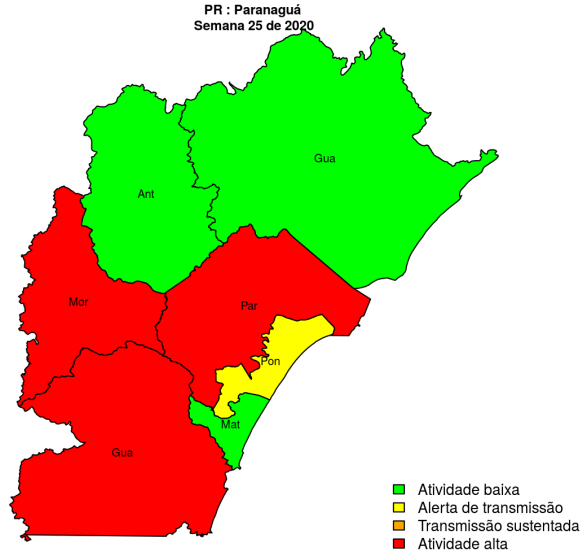 PR : Paranaguá
Semana 25 de 2020
Gua
Ant
Mor
Par
Pon
Mat
Gua
Atividade baixa
Alerta de transmissão
Transmissão sustentada
Atividade alta